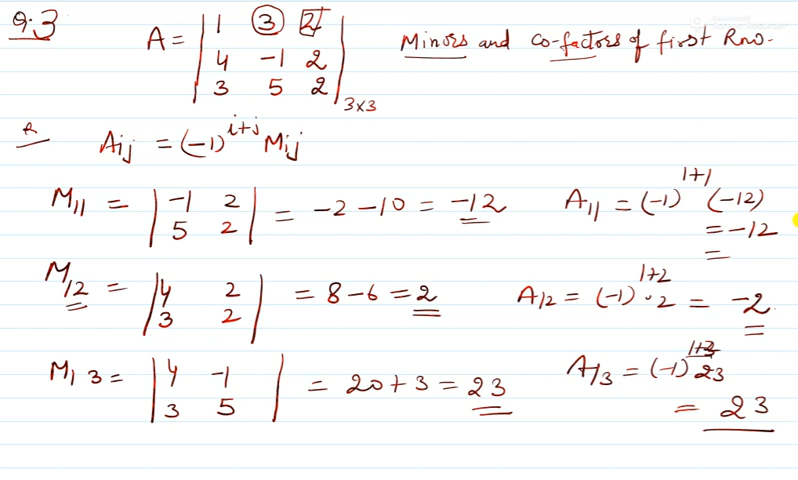 Q.3
A = | 1 3 2 | Minors and Co-factors of first Row.
| 4 -1 2 |
| 3 5 2 | 3×3
Aij = (-1)^i+j Mij
M11 = | -1 2 | = -2 -10 = -12 A11 = (-1)^1+1 (-12)
| 5 2 | = -12
M12 = | 4 2 | = 8 - 6 = 2 A12 = (-1)^1+2 . 2 = -2
| 3 2 |
M13 = | 4 -1 | = 20 + 3 = 23 A13 = (-1)^1+3 23
| 3 5 | = 23